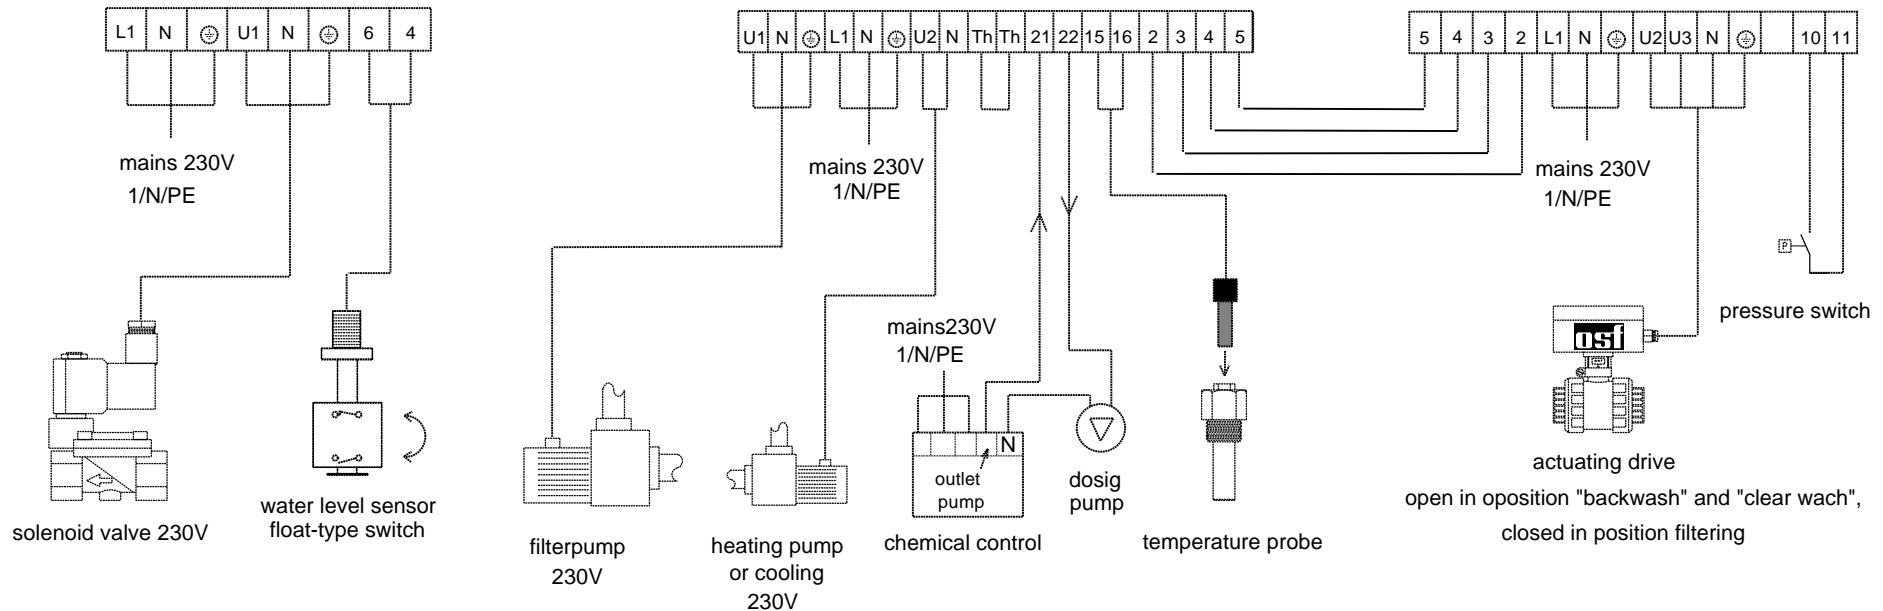 L1 N U1 N 6 4
mains 230V
1/N/PE
solenoid valve 230V
water level sensor
float-type switch
U1 N L1 N U2 N Th Th 21 22 15 16 2 3 4 5
mains 230V
1/N/PE
filterpump
230V
heating pump
or cooling
230V
mains230V
1/N/PE
N
outlet
pump
chemical control
dosig
pump
temperature probe
5 4 3 2 L1 N U2 U3 N 10 11
mains 230V
1/N/PE
P
pressure switch
osf
actuating drive
open in oposition "backwash" and "clear wach",
closed in position filtering